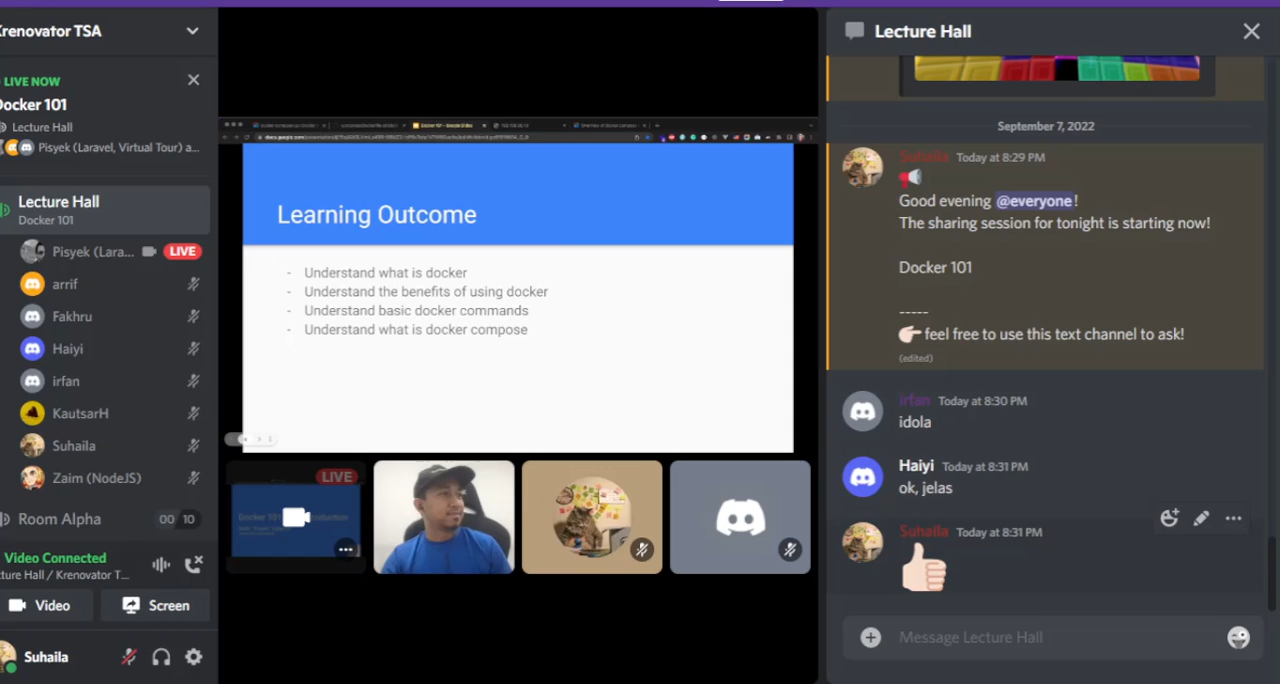 Krenovator TSA
LIVE NOW
Docker 101
Lecture Hall
Pisyek (Laravel, Virtual Tour) a...
Lecture Hall
Docker 101
Pisyek (Lara...
LIVE
arrif
Fakhru
Haiyi
irfan
KautsarH
Suhaila
Zaim (NodeJS)
Room Alpha
00 10
Video Connected
cture Hall / Krenovator T...
Video
Screen
Suhaila
Learning Outcome
- Understand what is docker
- Understand the benefits of using docker
- Understand basic docker commands
- Understand what is docker compose
LIVE
Docker 101
Lecture Hall
September 7, 2022
Suhaila Today at 8:29 PM
Good evening @everyone!
The sharing session for tonight is starting now!
Docker 101
-----
feel free to use this text channel to ask!
(edited)
irfan Today at 8:30 PM
idola
Haiyi Today at 8:31 PM
ok, jelas
Suhaila Today at 8:31 PM
Message Lecture Hall